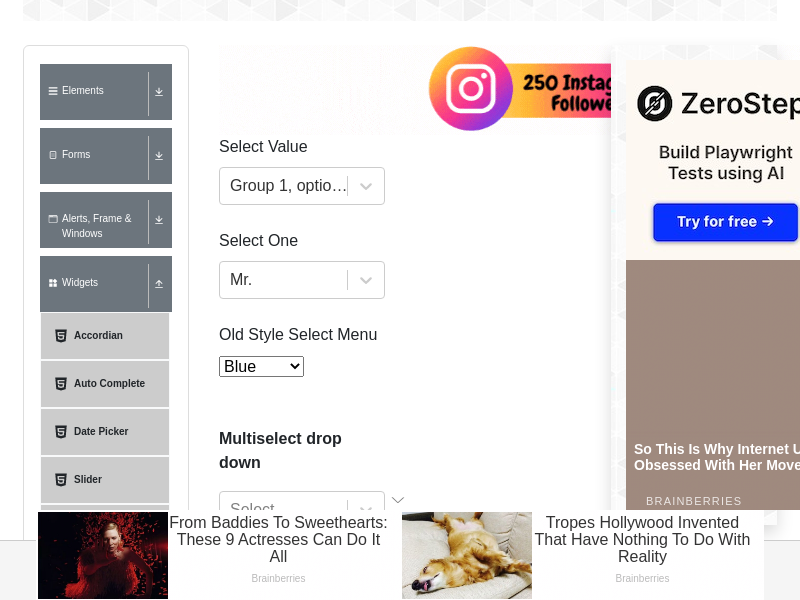 Elements
Forms
Alerts, Frame &
Windows
Widgets
Accordian
Auto Complete
Date Picker
Slider
250 Instag
Followe
Select Value
Group 1, optio...
Select One
Mr.
Old Style Select Menu
Blue
Multiselect drop
down
Select...
ZeroStep
Build Playwright
Tests using AI
Try for free →
So This Is Why Internet U
Obsessed With Her Move
BRAINBERRIES
From Baddies To Sweethearts:
These 9 Actresses Can Do It
All
Brainberries
Tropes Hollywood Invented
That Have Nothing To Do With
Reality
Brainberries